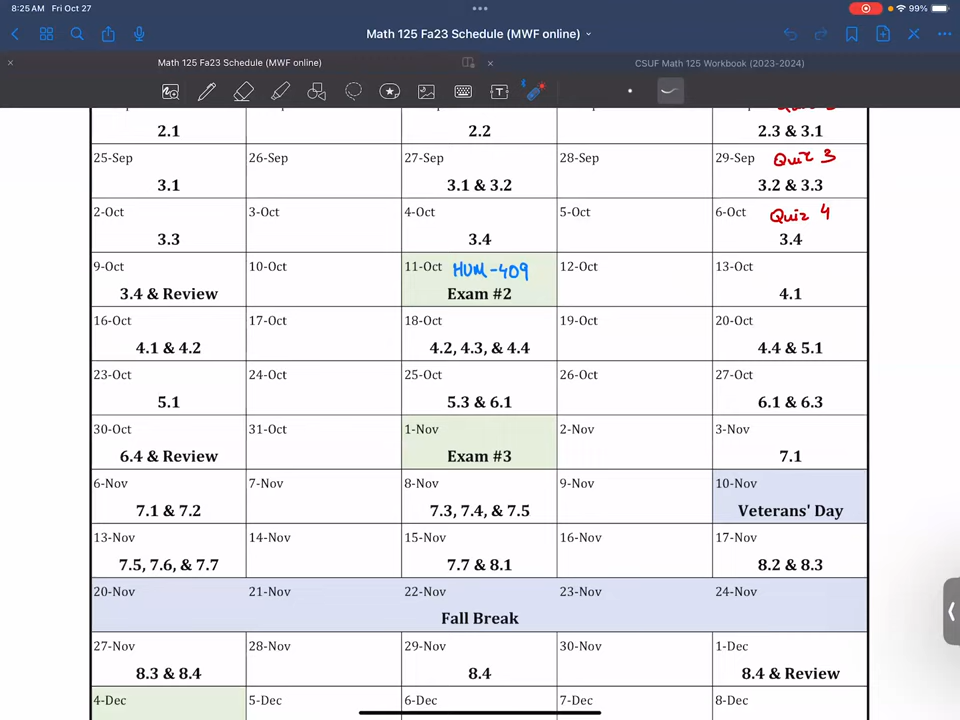 8:25 AM Fri Oct 27
99%
Math 125 Fa23 Schedule (MWF online)
Math 125 Fa23 Schedule (MWF online)
CSUF Math 125 Workbook (2023-2024)
2.1
2.2
2.3 & 3.1
25-Sep
26-Sep
27-Sep
28-Sep
29-Sep Quiz 3
3.1
3.1 & 3.2
3.2 & 3.3
2-Oct
3-Oct
4-Oct
5-Oct
6-Oct Quiz 4
3.3
3.4
3.4
9-Oct
10-Oct
11-Oct HUM-409
12-Oct
13-Oct
3.4 & Review
Exam #2
4.1
16-Oct
17-Oct
18-Oct
19-Oct
20-Oct
4.1 & 4.2
4.2, 4.3, & 4.4
4.4 & 5.1
23-Oct
24-Oct
25-Oct
26-Oct
27-Oct
5.1
5.3 & 6.1
6.1 & 6.3
30-Oct
31-Oct
1-Nov
2-Nov
3-Nov
6.4 & Review
Exam #3
7.1
6-Nov
7-Nov
8-Nov
9-Nov
10-Nov
7.1 & 7.2
7.3, 7.4, & 7.5
Veterans' Day
13-Nov
14-Nov
15-Nov
16-Nov
17-Nov
7.5, 7.6, & 7.7
7.7 & 8.1
8.2 & 8.3
20-Nov
21-Nov
22-Nov
23-Nov
24-Nov
Fall Break
27-Nov
28-Nov
29-Nov
30-Nov
1-Dec
8.3 & 8.4
8.4
8.4 & Review
4-Dec
5-Dec
6-Dec
7-Dec
8-Dec